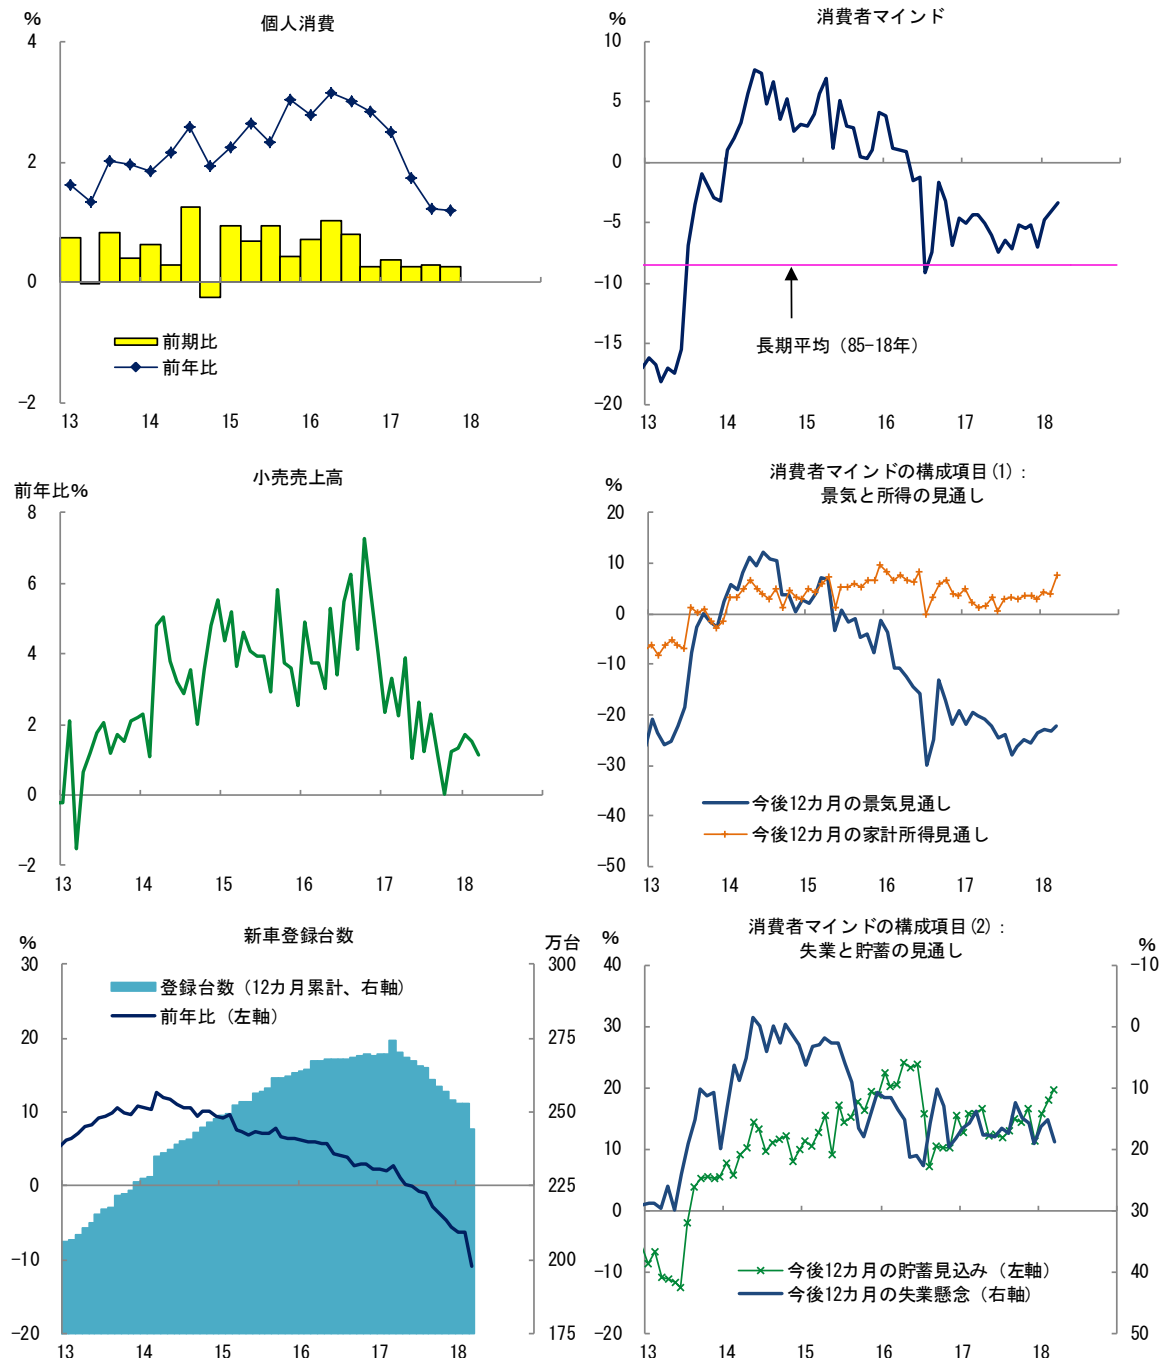 個人消費
%
4
2
0
-2
前期比
前年比
13 14 15 16 17 18
消費者マインド
%
10
5
0
-5
-10
-15
-20
長期平均（85-18年）
13 14 15 16 17 18
小売売上高
前年比%
8
6
4
2
0
-2
13 14 15 16 17 18
消費者マインドの構成項目(1)：
景気と所得の見通し
%
20
10
0
-10
-20
-30
-40
-50
今後12カ月の景気見通し
今後12カ月の家計所得見通し
13 14 15 16 17 18
新車登録台数
% 万台
30 300
20 275
10 250
0 225
-10 200
-20 175
登録台数（12カ月累計、右軸）
前年比（左軸）
13 14 15 16 17 18
消費者マインドの構成項目(2)：
失業と貯蓄の見通し
% %
40 -10
30 0
20 10
10 20
0 30
-10 40
-20 50
今後12カ月の貯蓄見込み（左軸）
今後12カ月の失業懸念（右軸）
13 14 15 16 17 18